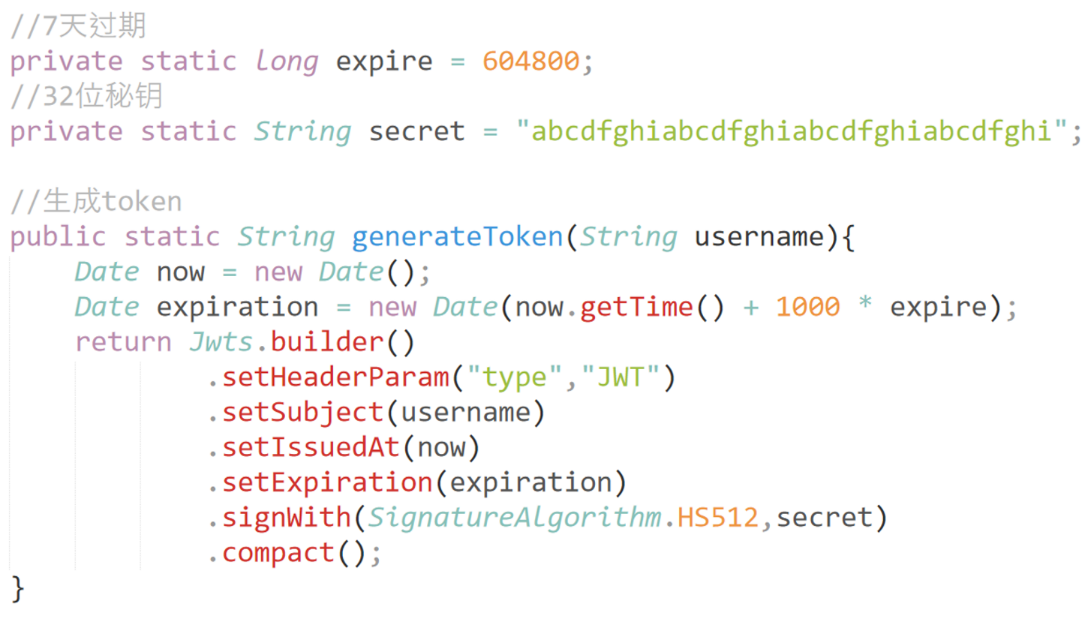 //7天过期
private static long expire = 604800;
//32位秘钥
private static String secret = "abcdfghiabcdfghiabcdfghiabcdfghi";
//生成token
public static String generateToken(String username){
Date now = new Date();
Date expiration = new Date(now.getTime() + 1000 * expire);
return Jwts.builder()
.setHeaderParam("type","JWT")
.setSubject(username)
.setIssuedAt(now)
.setExpiration(expiration)
.signWith(SignatureAlgorithm.HS512,secret)
.compact();
}